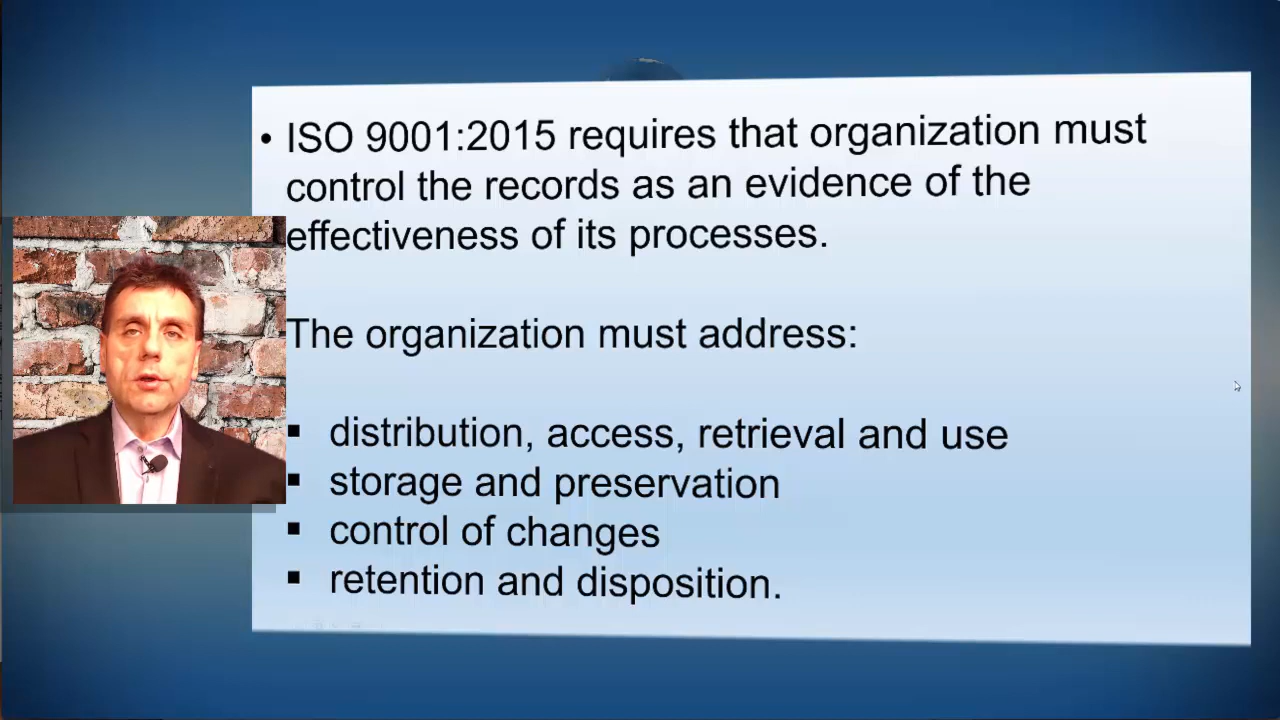 • ISO 9001:2015 requires that organization must
control the records as an evidence of the
effectiveness of its processes.
The organization must address:
▪ distribution, access, retrieval and use
▪ storage and preservation
▪ control of changes
▪ retention and disposition.